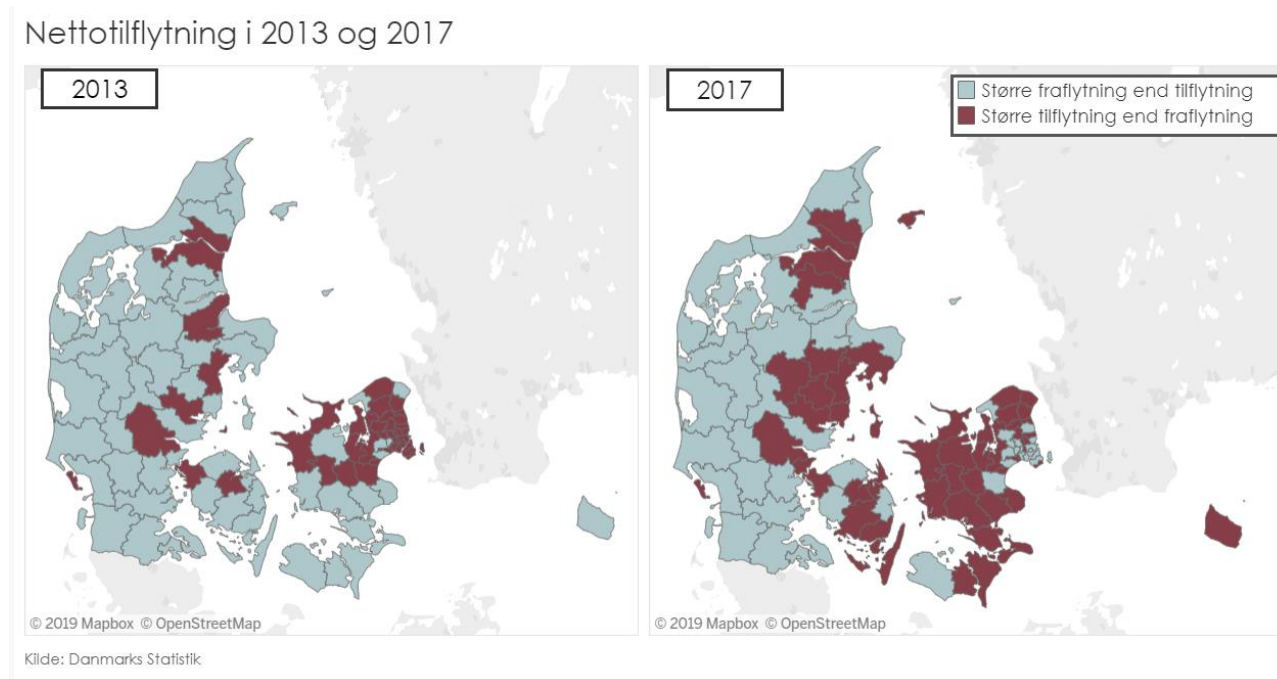 Nettotilflytning i 2013 og 2017
2013
© 2019 Mapbox © OpenStreetMap
2017
Større fraflytning end tilflytning
Større tilflytning end fraflytning
© 2019 Mapbox © OpenStreetMap
Kilde: Danmarks Statistik